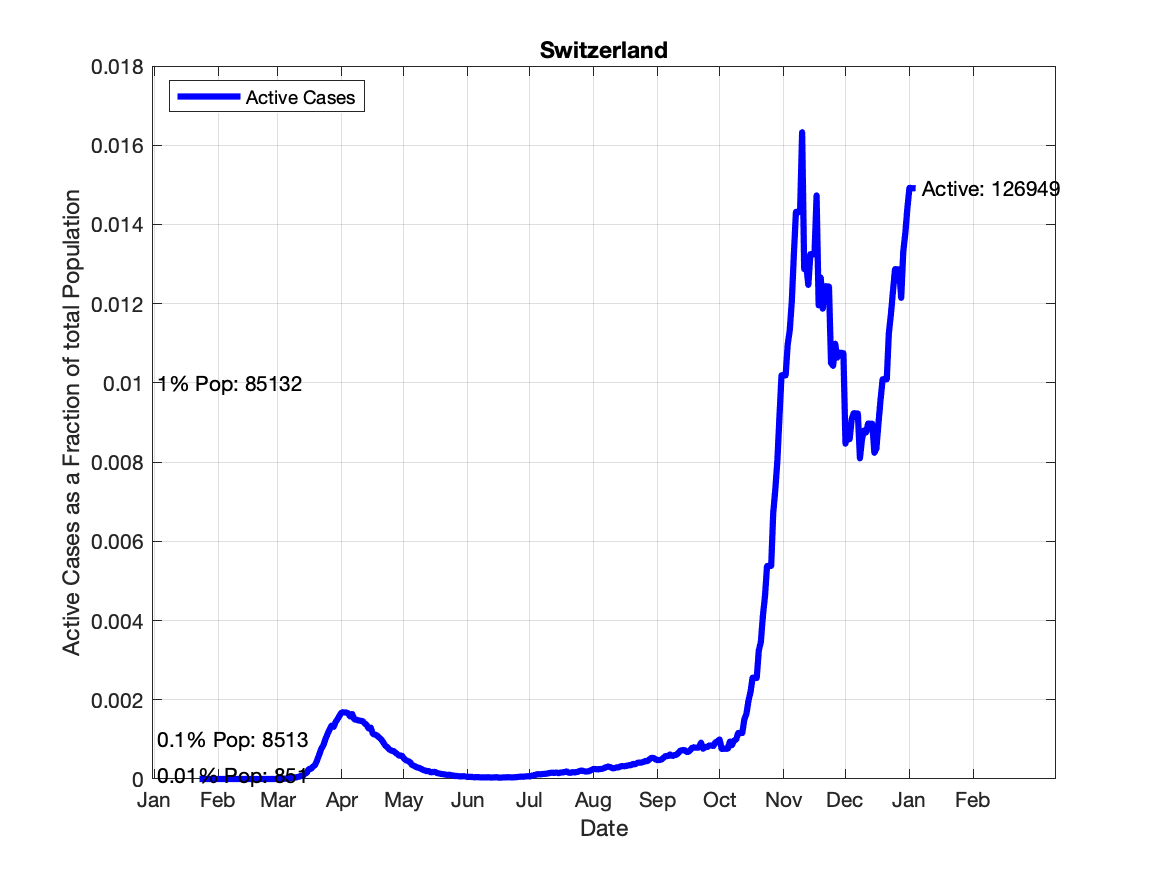 Switzerland
Active Cases
0.018
0.016
0.014
0.012
0.01
0.008
0.006
0.004
0.002
0
Active Cases as a Fraction of total Population
Active: 126949
1% Pop: 85132
0.1% Pop: 8513
0.01% Pop: 851
Jan Feb Mar Apr May Jun Jul Aug Sep Oct Nov Dec Jan Feb
Date